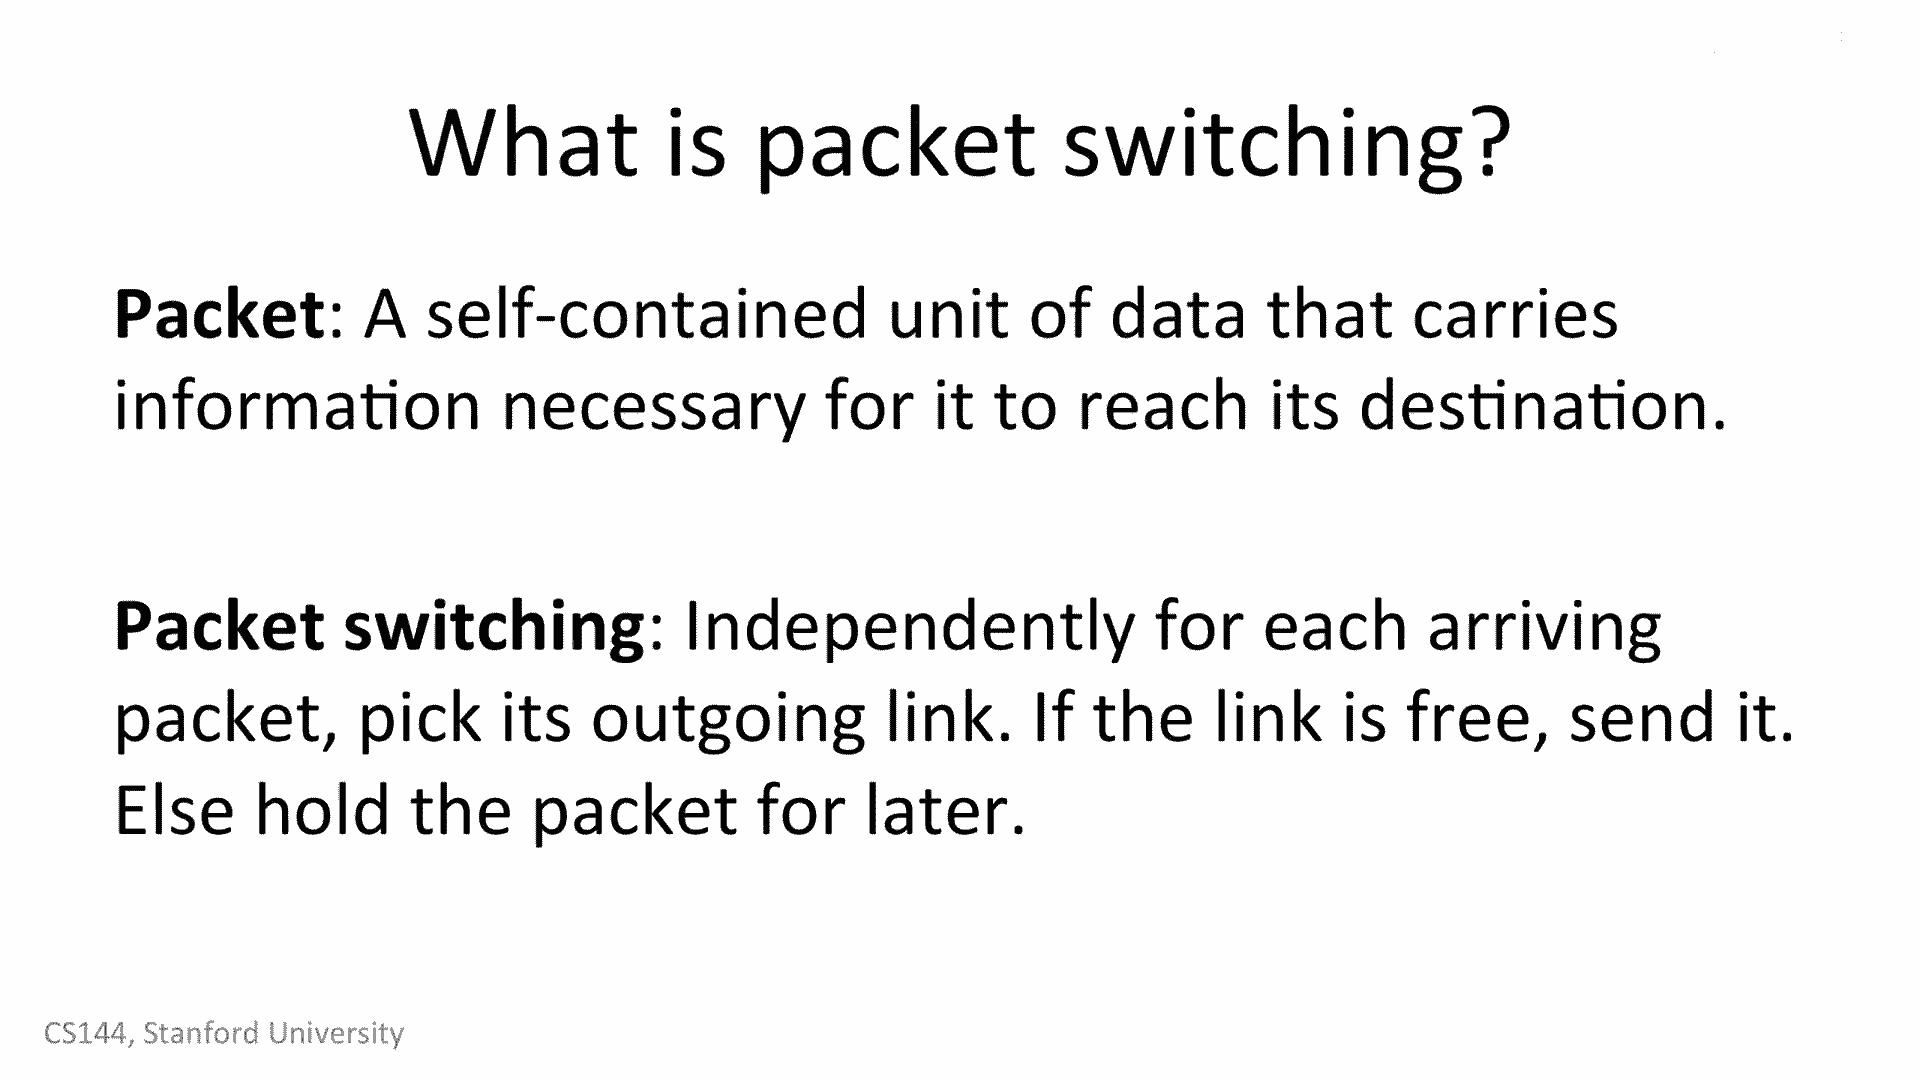 What is packet switching?
Packet: A self-contained unit of data that carries
information necessary for it to reach its destination.
Packet switching: Independently for each arriving
packet, pick its outgoing link. If the link is free, send it.
Else hold the packet for later.
CS144, Stanford University